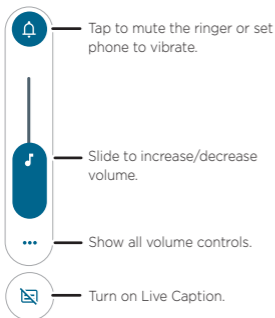 Tap to mute the ringer or set
phone to vibrate.
Slide to increase/decrease
volume.
Show all volume controls.
Turn on Live Caption.